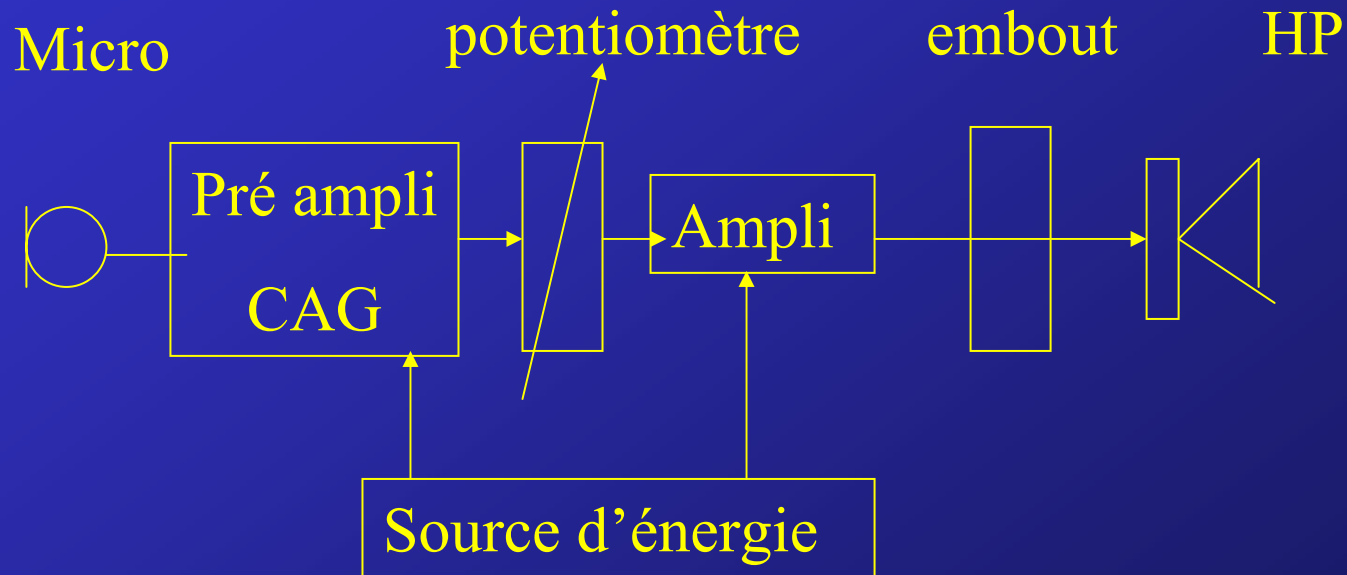 Micro
potentiomètre
embout
HP
Pré ampli
CAG
Ampli
Source d’énergie